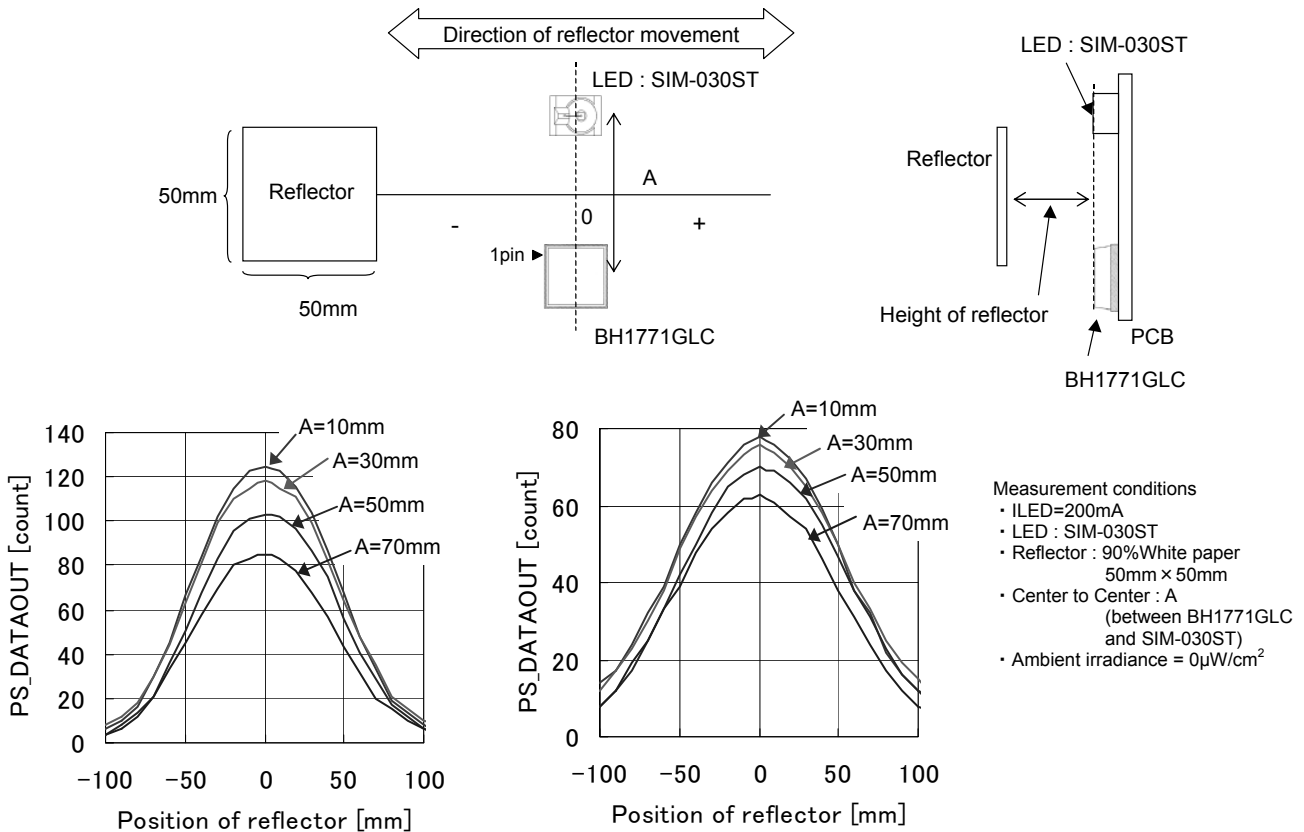 Direction of reflector movement
LED : SIM-030ST
LED : SIM-030ST
50mm
Reflector
A
0
-
+
1pin
50mm
BH1771GLC
Reflector
Height of reflector
PCB
BH1771GLC
PS_DATAOUT [count]
140
120
100
80
60
40
20
0
A=10mm
A=30mm
A=50mm
A=70mm
-100 -50 0 50 100
Position of reflector [mm]
PS_DATAOUT [count]
80
60
40
20
0
A=10mm
A=30mm
A=50mm
A=70mm
-100 -50 0 50 100
Position of reflector [mm]
Measurement conditions
・ILED=200mA
・LED : SIM-030ST
・Reflector : 90%White paper
50mm×50mm
・Center to Center : A
(between BH1771GLC
and SIM-030ST)
・Ambient irradiance = 0µW/cm²